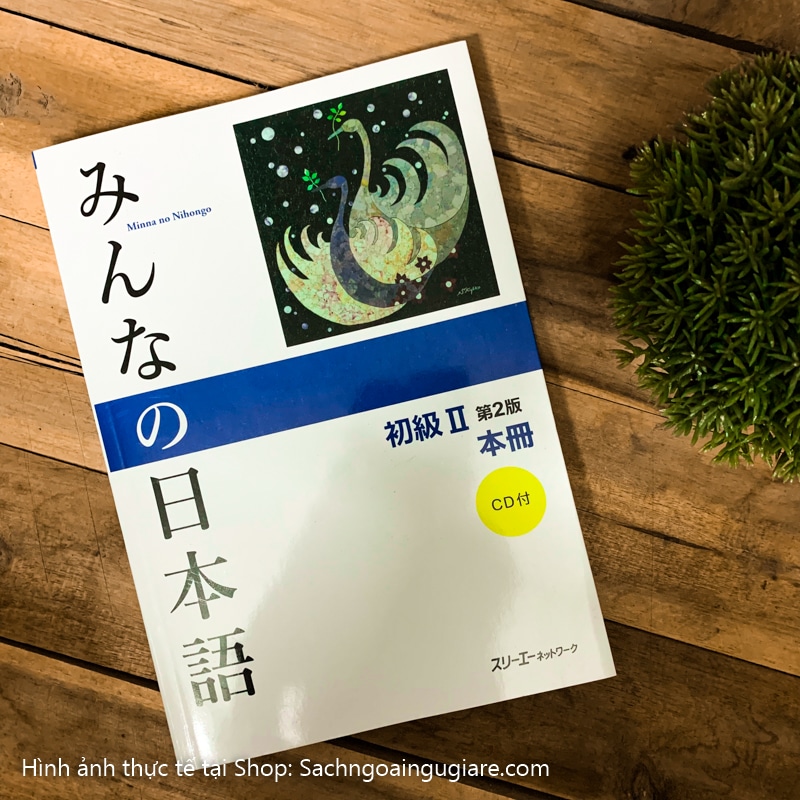 みんなの日本語
Minna no Nihongo
初級 II 第2版
本冊
CD付
スリーエーネットワーク
Hình ảnh thực tế tại Shop: Sachngoaingugiare.com